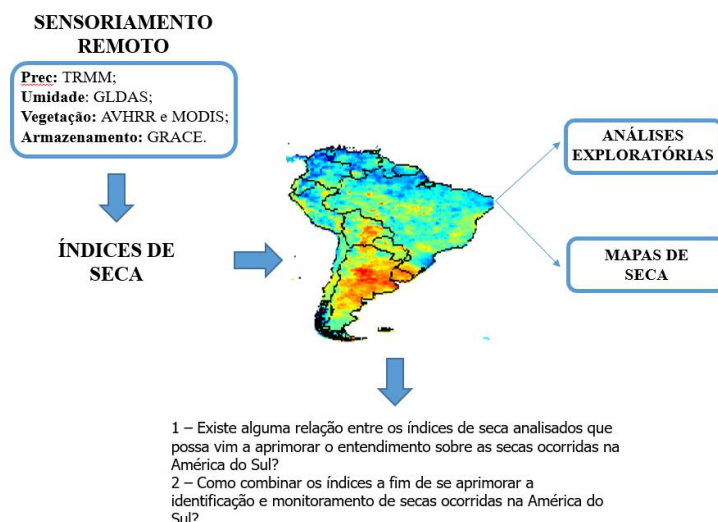 SENSORIAMENTO
REMOTO
Prec: TRMM;
Umidade: GLDAS;
Vegetação: AVHRR e MODIS;
Armazenamento: GRACE.
ÍNDICES DE
SECA
ANÁLISES
EXPLORATÓRIAS
MAPAS DE
SECA
1 – Existe alguma relação entre os índices de seca analisados que
possa vim a aprimorar o entendimento sobre as secas ocorridas na
América do Sul?
2 – Como combinar os índices a fim de se aprimorar a
identificação e monitoramento de secas ocorridas na América do
Sul?